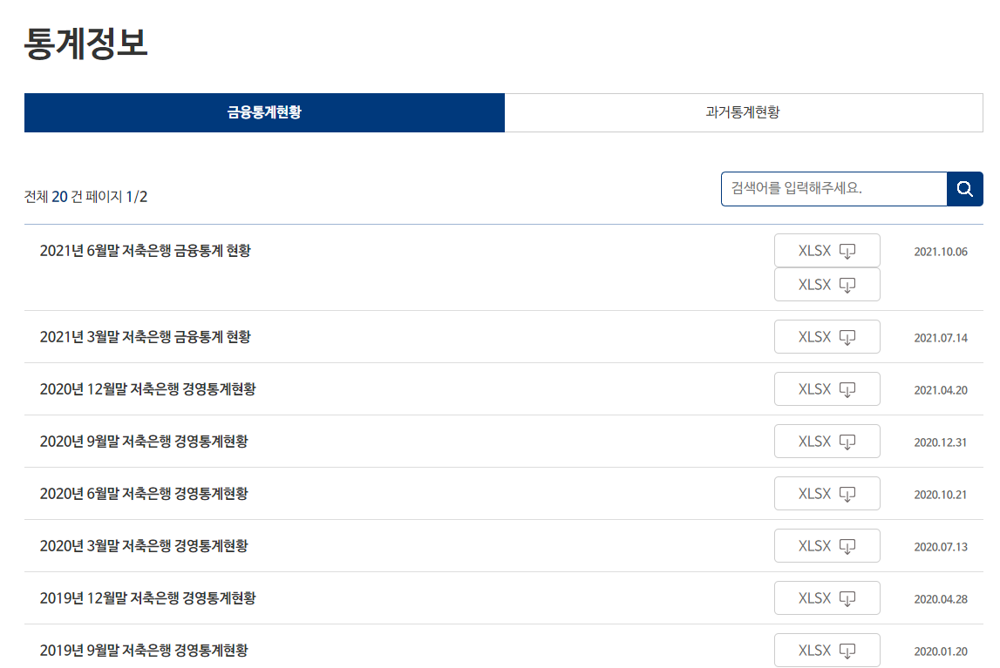 통계정보
금융통계현황
과거통계현황
전체 20 건 페이지 1/2
검색어를 입력해주세요.
2021년 6월말 저축은행 금융통계 현황
XLSX
2021.10.06
XLSX
2021년 3월말 저축은행 금융통계 현황
XLSX
2021.07.14
2020년 12월말 저축은행 경영통계현황
XLSX
2021.04.20
2020년 9월말 저축은행 경영통계현황
XLSX
2020.12.31
2020년 6월말 저축은행 경영통계현황
XLSX
2020.10.21
2020년 3월말 저축은행 경영통계현황
XLSX
2020.07.13
2019년 12월말 저축은행 경영통계현황
XLSX
2020.04.28
2019년 9월말 저축은행 경영통계현황
XLSX
2020.01.20